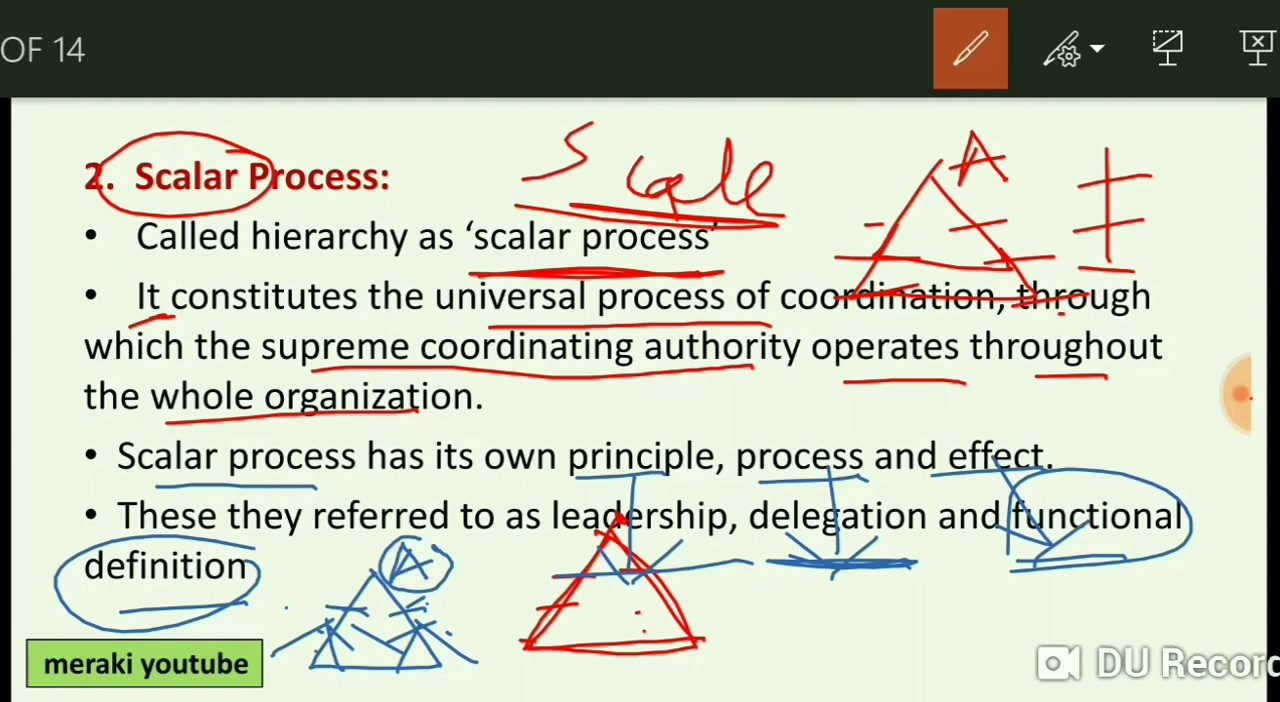 OF 14
2. Scalar Process:
Scale
A
• Called hierarchy as ‘scalar process’
• It constitutes the universal process of coordination, through
which the supreme coordinating authority operates throughout
the whole organization.
• Scalar process has its own principle, process and effect.
• These they referred to as leadership, delegation and functional
definition
A
meraki youtube
DU Record